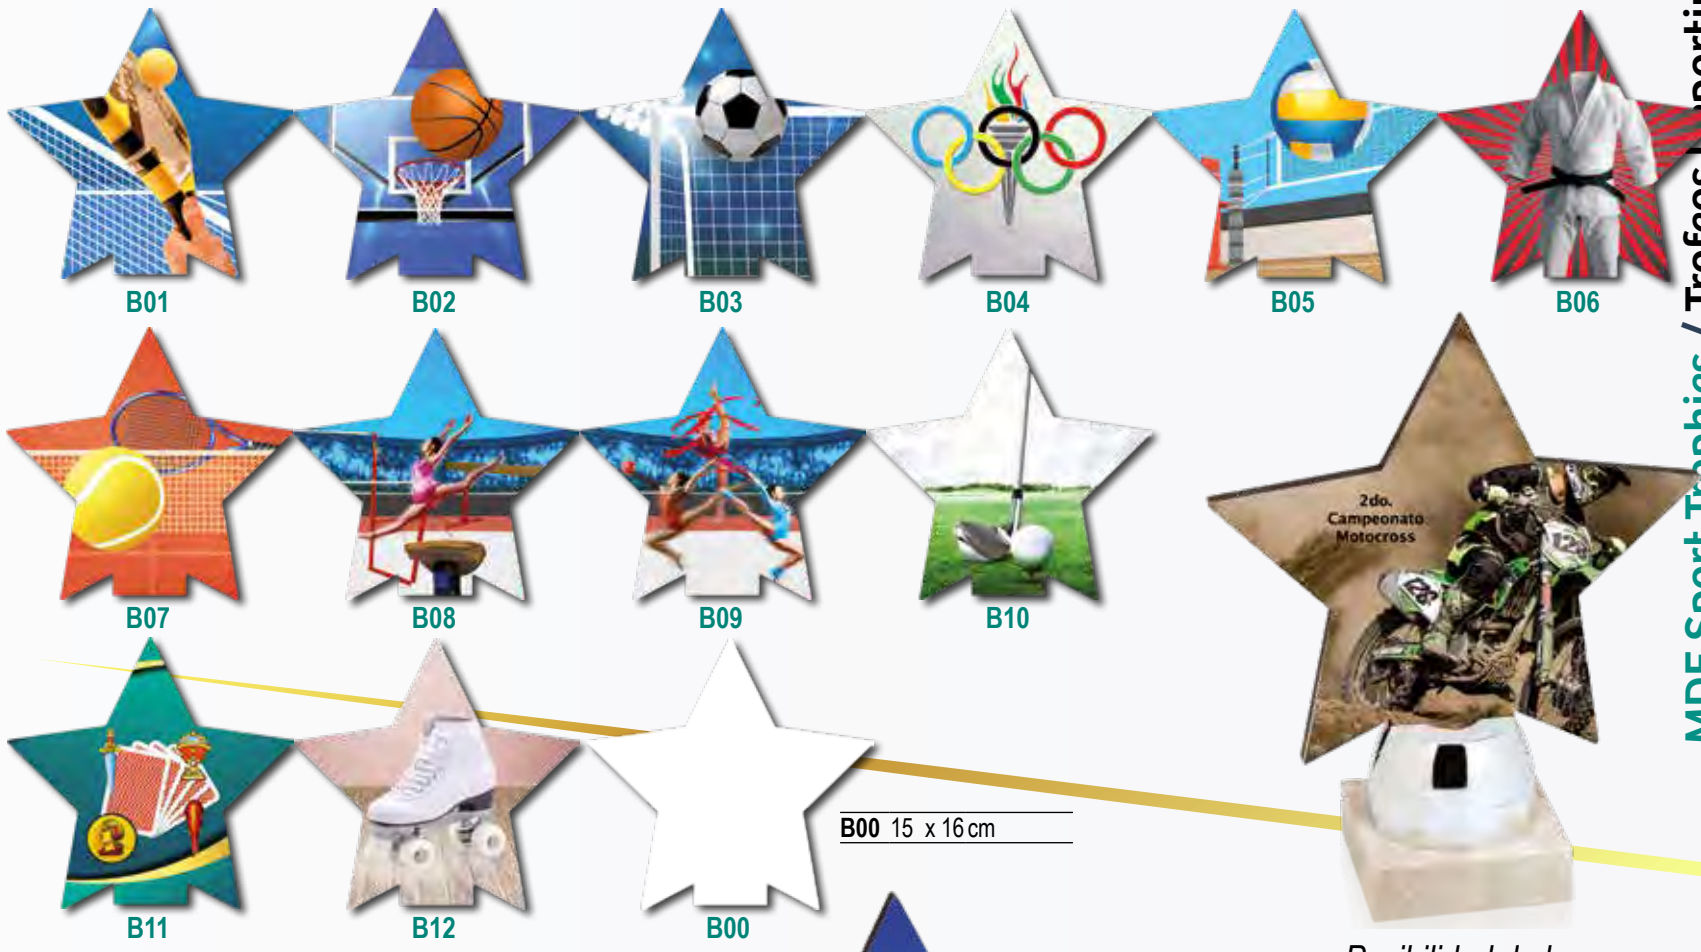 B01
B02
B03
B04
B05
B06
B07
B08
B09
B10
2do.
Campeonato
Motocross
B11
B12
B00
B00 15 x 16 cm
MDF Sport Trophies / Trofeos